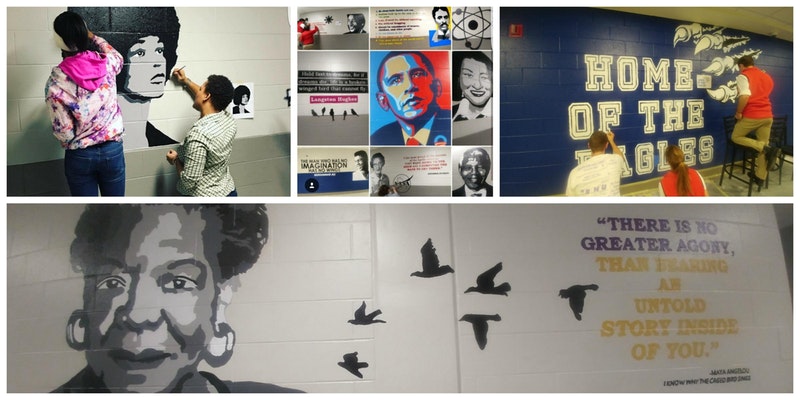 Hold fast to dreams, for if
dreams die, life is a broken
winged bird that cannot fly
Langston Hughes
THE MAN WHO HAS NO
IMAGINATION
HAS NO WINGS
HOME
OF THE
EAGLES
“THERE IS NO
GREATER AGONY,
THAN BEARING
AN
UNTOLD
STORY INSIDE
OF YOU.”
-MAYA ANGELOU
I KNOW WHY THE CAGED BIRD SINGS